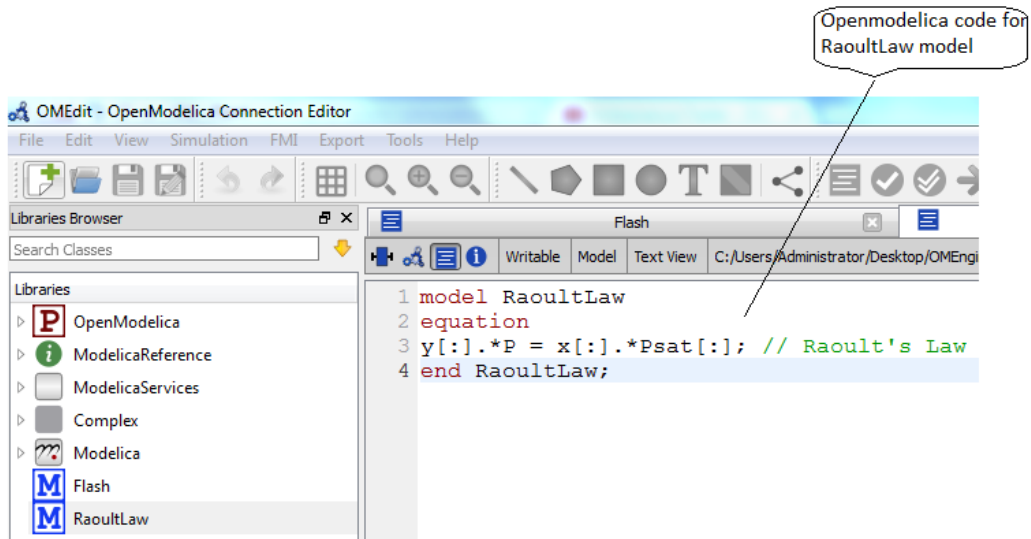 Openmodelica code for
RaoultLaw model
OMEdit - OpenModelica Connection Editor
File Edit View Simulation FMI Export Tools Help
T
Libraries Browser
Flash
Search Classes
Writable Model Text View C:/Users/Administrator/Desktop/OMEngi
Libraries
P OpenModelica
i ModelicaReference
ModelicaServices
Complex
m Modelica
M Flash
M RaoultLaw
1 model RaoultLaw
2 equation
3 y[:].*P = x[:].*Psat[:]; // Raoult's Law
4 end RaoultLaw;